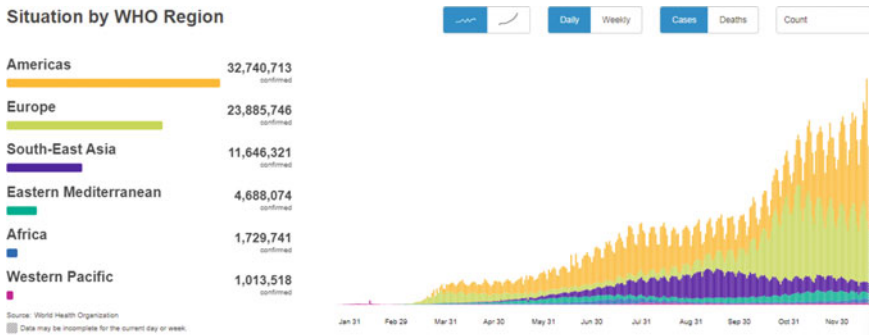 Situation by WHO Region
Daily
Weekly
Cases
Deaths
Count
Americas
32,740,713
confirmed
Europe
23,885,746
confirmed
South-East Asia
11,646,321
confirmed
Eastern Mediterranean
4,688,074
confirmed
Africa
1,729,741
confirmed
Western Pacific
1,013,518
confirmed
Source: World Health Organization
Data may be incomplete for the current day or week.
Jan 31
Feb 29
Mar 31
Apr 30
May 31
Jun 30
Jul 31
Aug 31
Sep 30
Oct 31
Nov 30